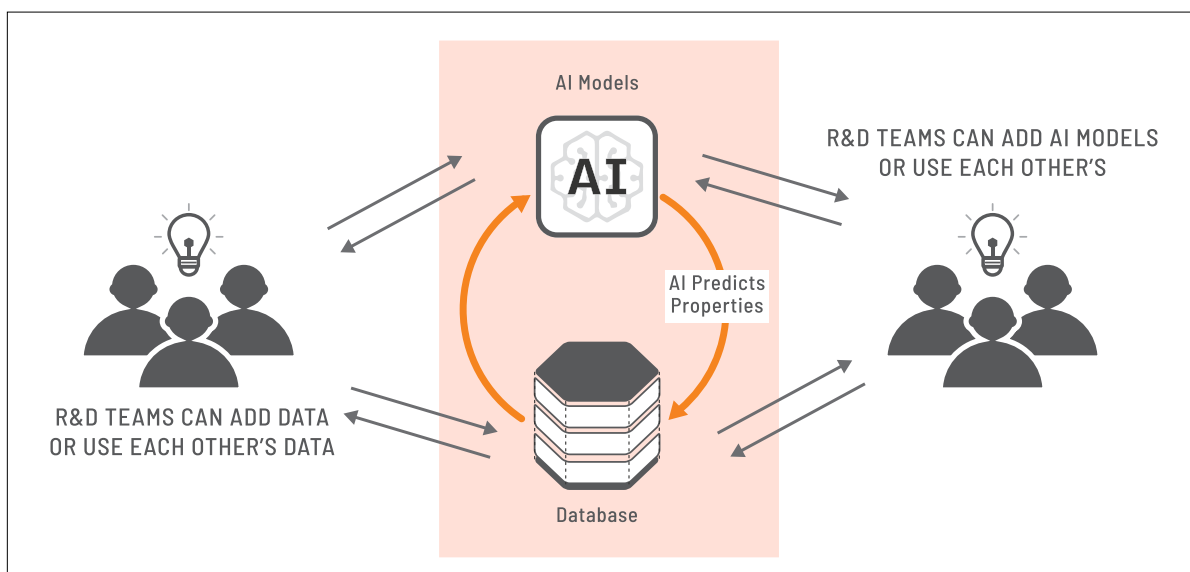 AI Models
AI
R&D TEAMS CAN ADD AI MODELS
OR USE EACH OTHER'S
AI Predicts
Properties
R&D TEAMS CAN ADD DATA
OR USE EACH OTHER'S DATA
Database